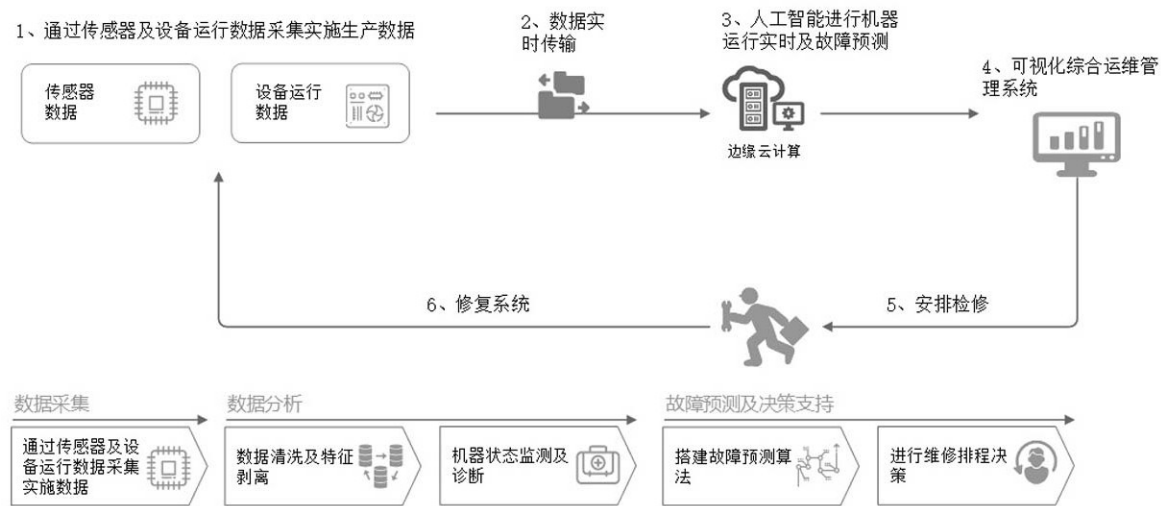 1、通过传感器及设备运行数据采集实施生产数据
2、数据实
时传输
3、人工智能进行机器
运行实时及故障预测
4、可视化综合运维管
理系统
传感器
数据
设备运行
数据
边缘云计算
6、修复系统
5、安排检修
数据采集
数据分析
故障预测及决策支持
通过传感器及设
备运行数据采集
实施数据
数据清洗及特征
剥离
机器状态监测及
诊断
搭建故障预测算
法
进行维修排程决
策